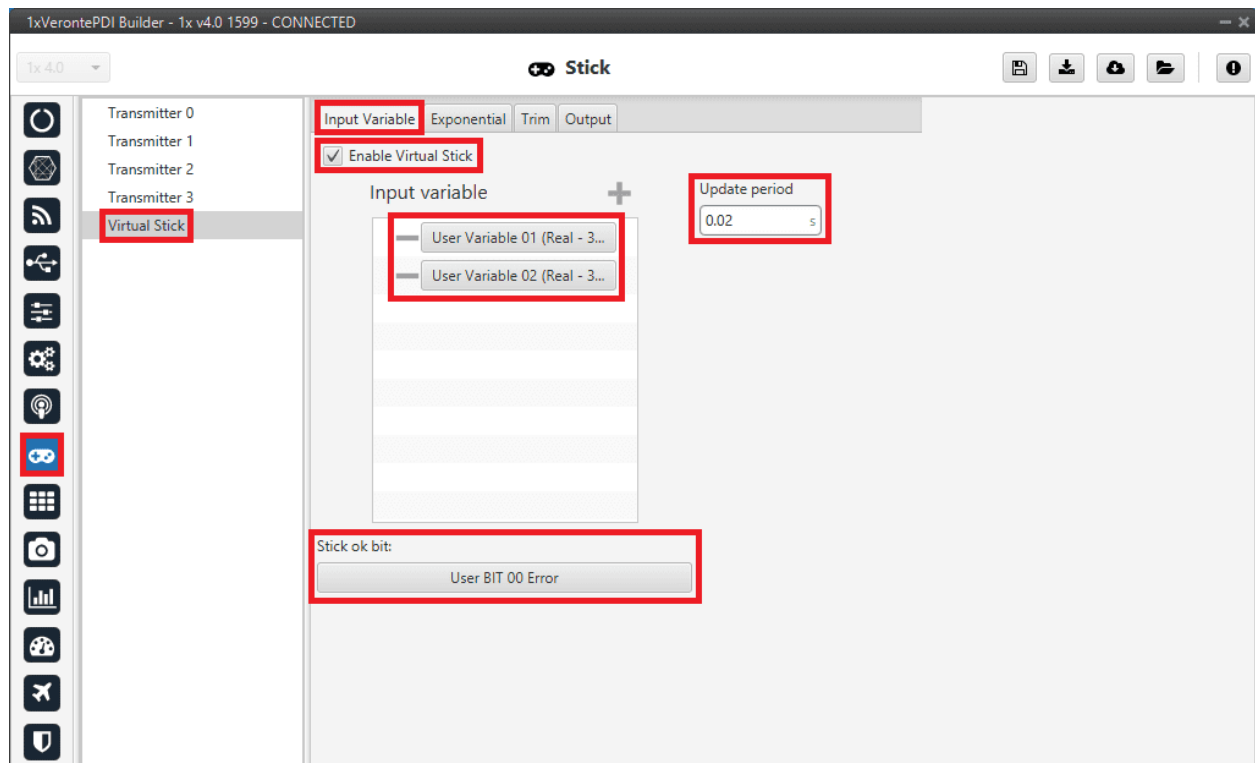 1xVerontePDI Builder - 1x v4.0 1599 - CONNECTED
1x 4.0
Stick
Transmitter 0
Transmitter 1
Transmitter 2
Transmitter 3
Virtual Stick
Input Variable Exponential Trim Output
Enable Virtual Stick
Input variable
User Variable 01 (Real - 3...
User Variable 02 (Real - 3...
Update period
0.02 s
Stick ok bit:
User BIT 00 Error